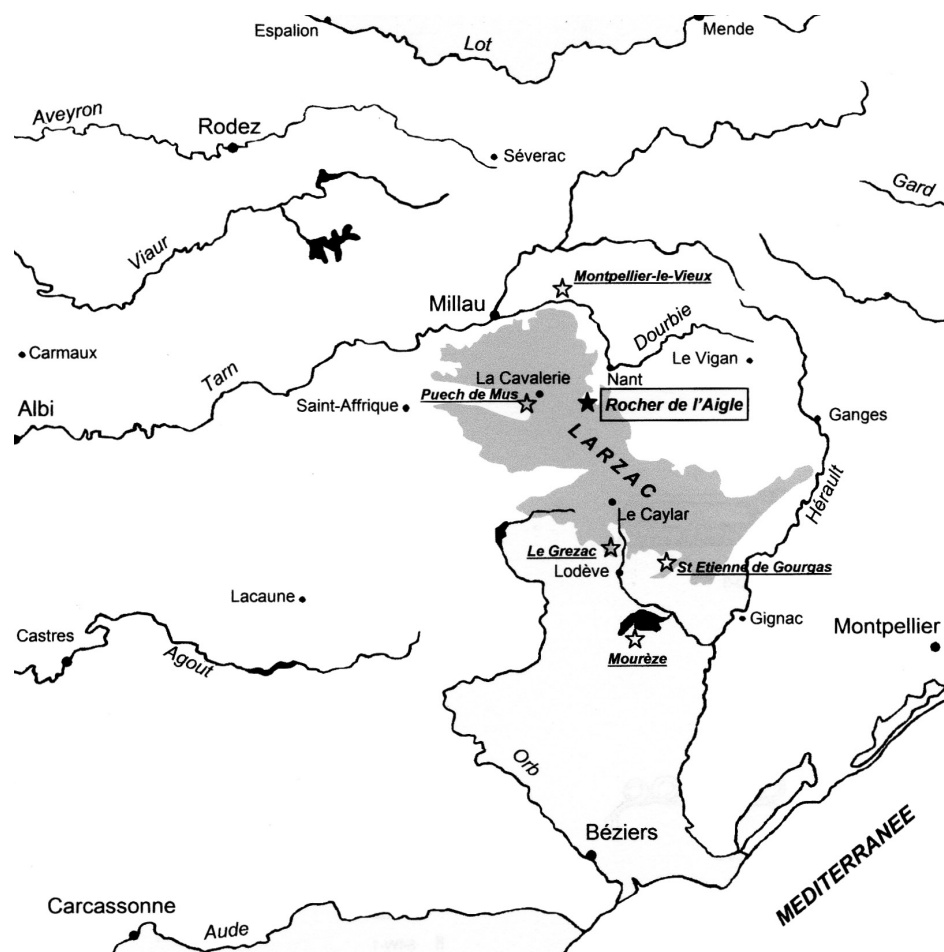 Espalion
Mende
Lot
Aveyron
Rodez
Séverac
Gard
Viaur
Montpellier-le-Vieux
Millau
Dourbie
Carmaux
Tarn
Le Vigan
La Cavalerie
Nant
Puech de Mus
Saint-Affrique
Rocher de l'Aigle
Albi
Ganges
LARZAC
Hérault
Le Caylar
Le Grezac
St Etienne de Gourgas
Lodève
Lacaune
Gignac
Castres
Montpellier
Agout
Mourèze
Orb
Béziers
MEDITERRANEE
Carcassonne
Aude